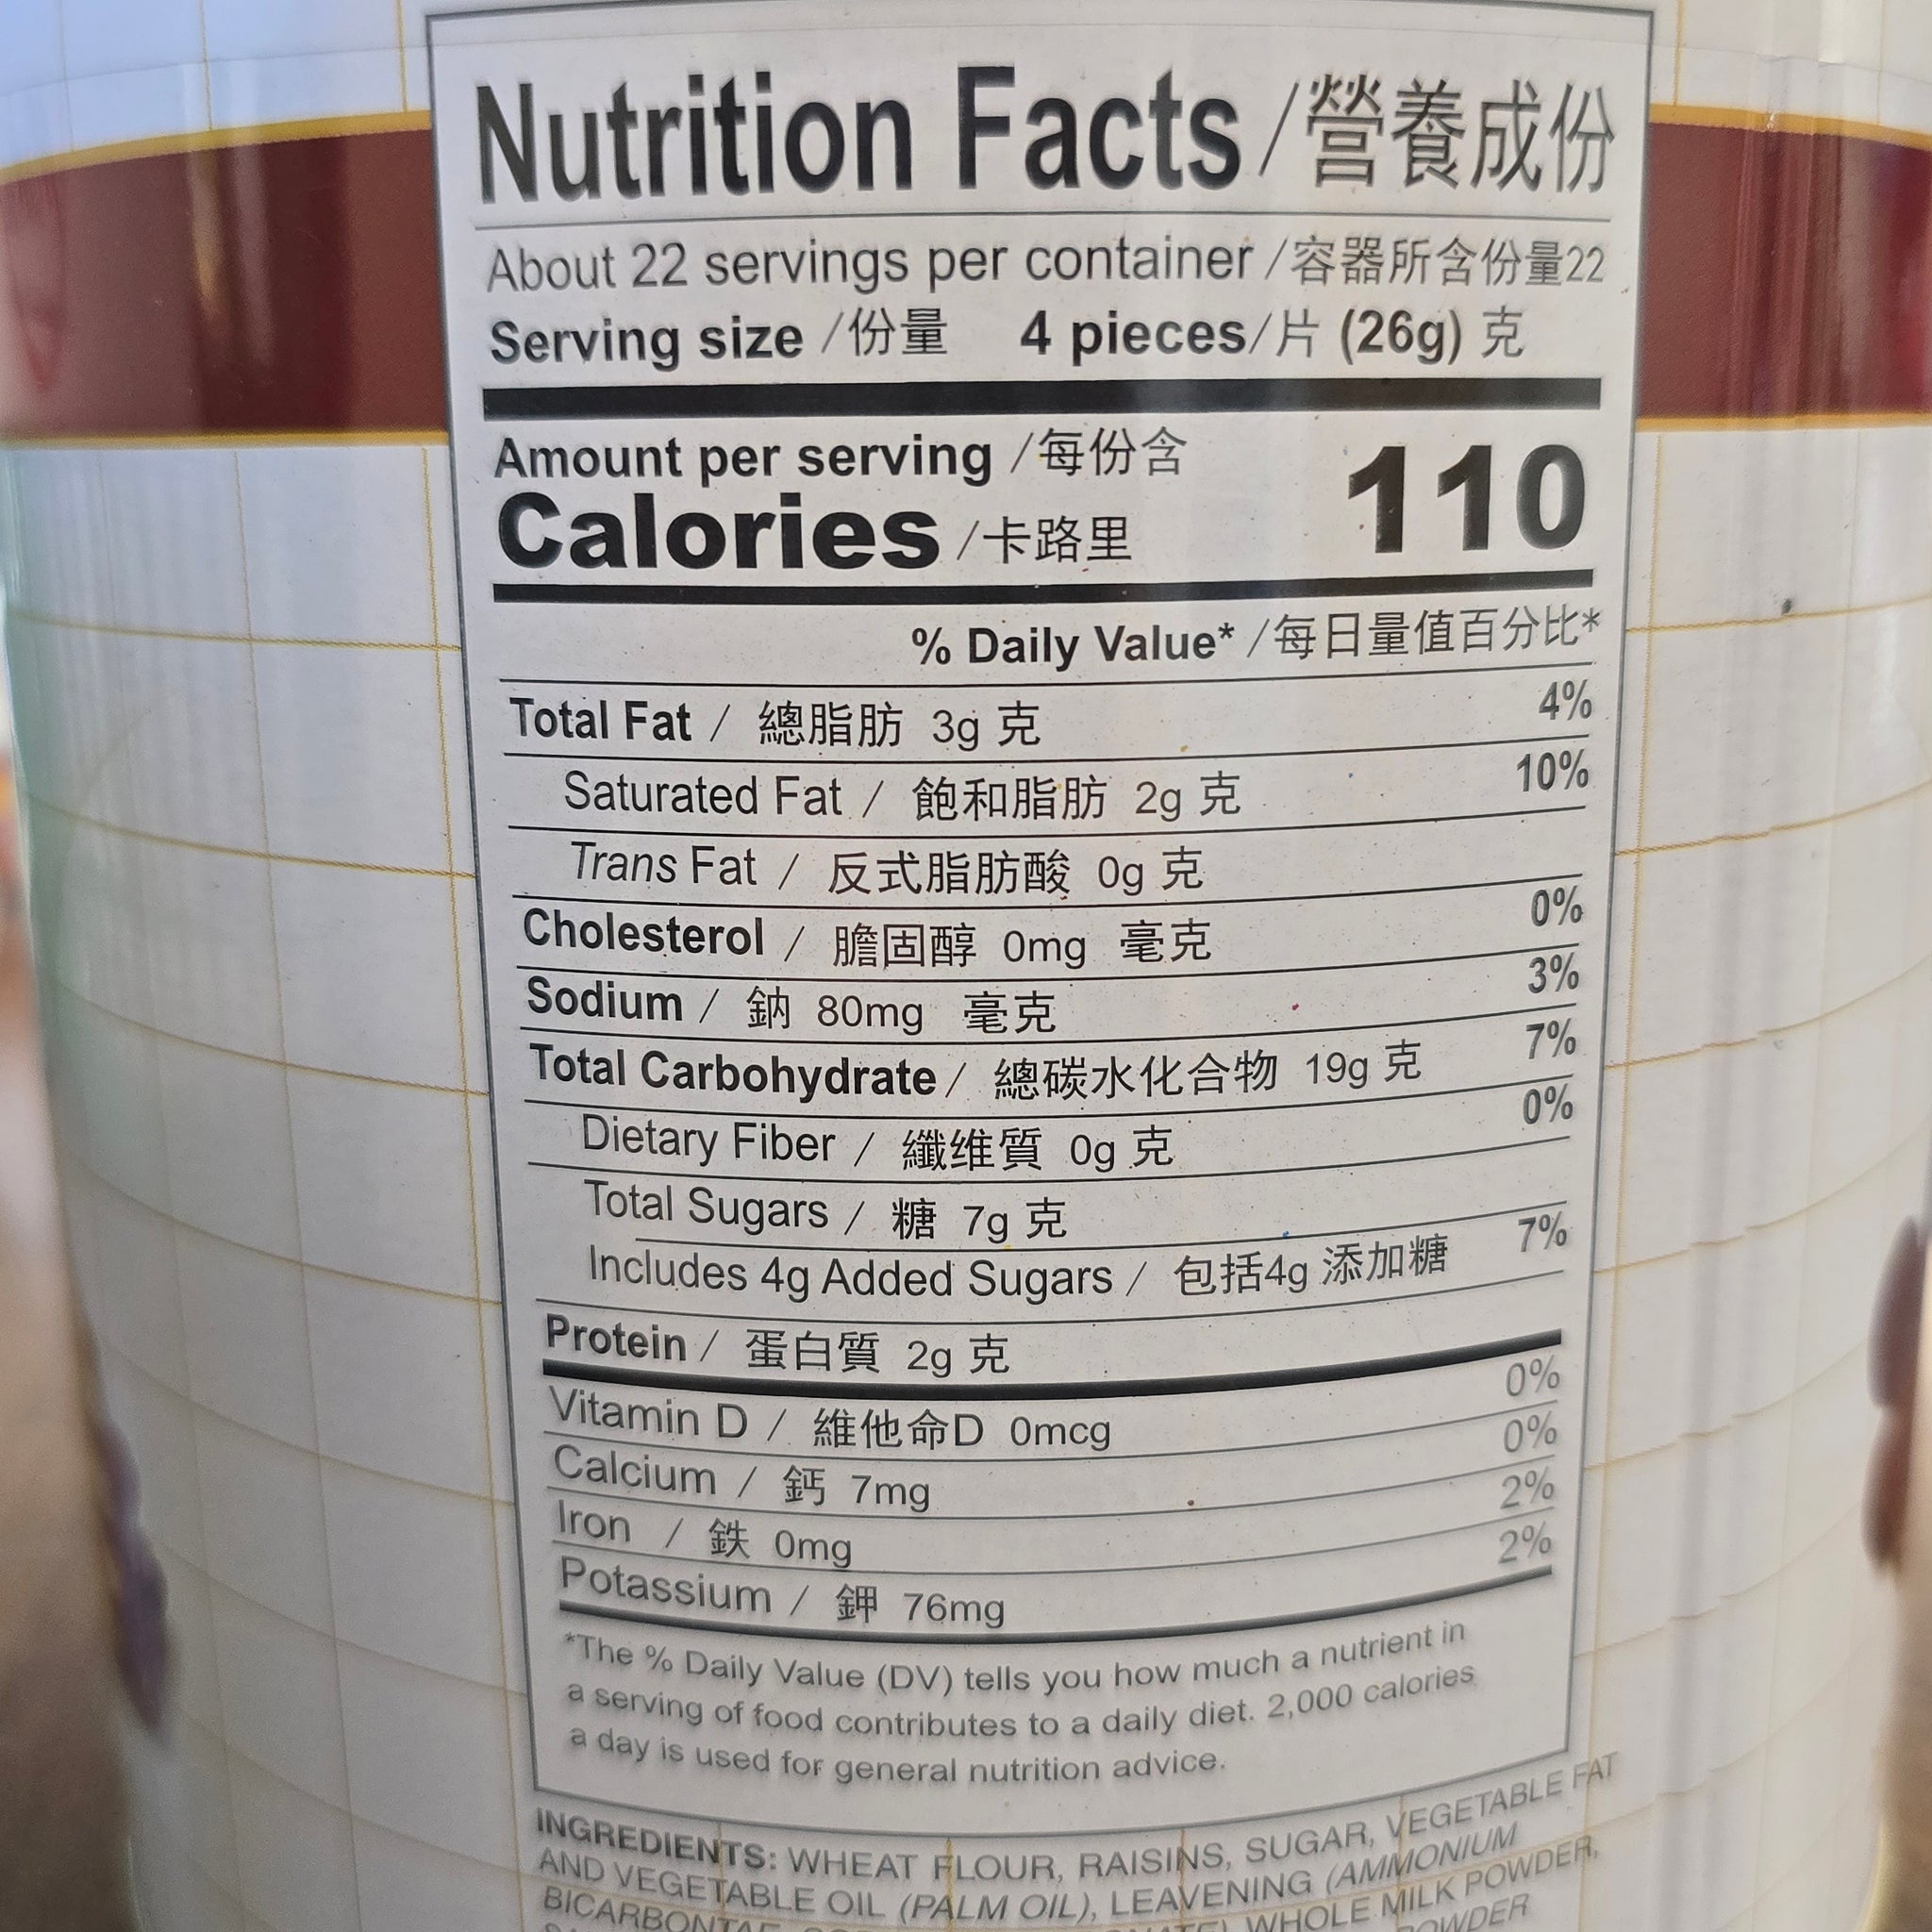 Nutrition Facts /營養成份
About 22 servings per container /容器所含份量22
Serving size /份量 4 pieces/片 (26g) 克
Amount per serving /每份含
Calories /卡路里 110
% Daily Value* /每日量值百分比*
Total Fat / 總脂肪 3g 克 4%
Saturated Fat / 飽和脂肪 2g 克 10%
Trans Fat / 反式脂肪酸 0g 克
Cholesterol / 膽固醇 0mg 毫克 0%
Sodium / 鈉 80mg 毫克 3%
Total Carbohydrate / 總碳水化合物 19g 克 7%
Dietary Fiber / 纖维質 0g 克 0%
Total Sugars / 糖 7g 克
Includes 4g Added Sugars / 包括4g 添加糖 7%
Protein / 蛋白質 2g 克
Vitamin D / 維他命D 0mcg 0%
Calcium / 鈣 7mg 0%
Iron / 鉄 0mg 2%
Potassium / 鉀 76mg 2%
*The % Daily Value (DV) tells you how much a nutrient in
a serving of food contributes to a daily diet. 2,000 calories
a day is used for general nutrition advice.
INGREDIENTS: WHEAT FLOUR, RAISINS, SUGAR, VEGETABLE FAT
AND VEGETABLE OIL (PALM OIL), LEAVENING (AMMONIUM
WHOLE MILK POWDER,